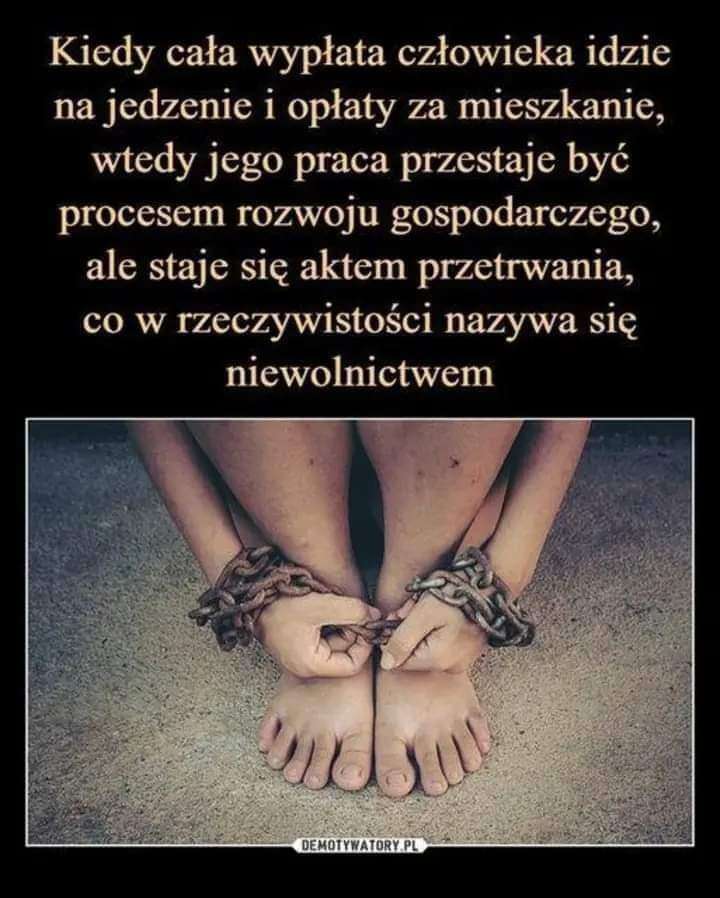 Kiedy cała wypłata człowieka idzie
na jedzenie i opłaty za mieszkanie,
wtedy jego praca przestaje być
procesem rozwoju gospodarczego,
ale staje się aktem przetrwania,
co w rzeczywistości nazywa się
niewolnictwem
DEMOTYWATORY.PL